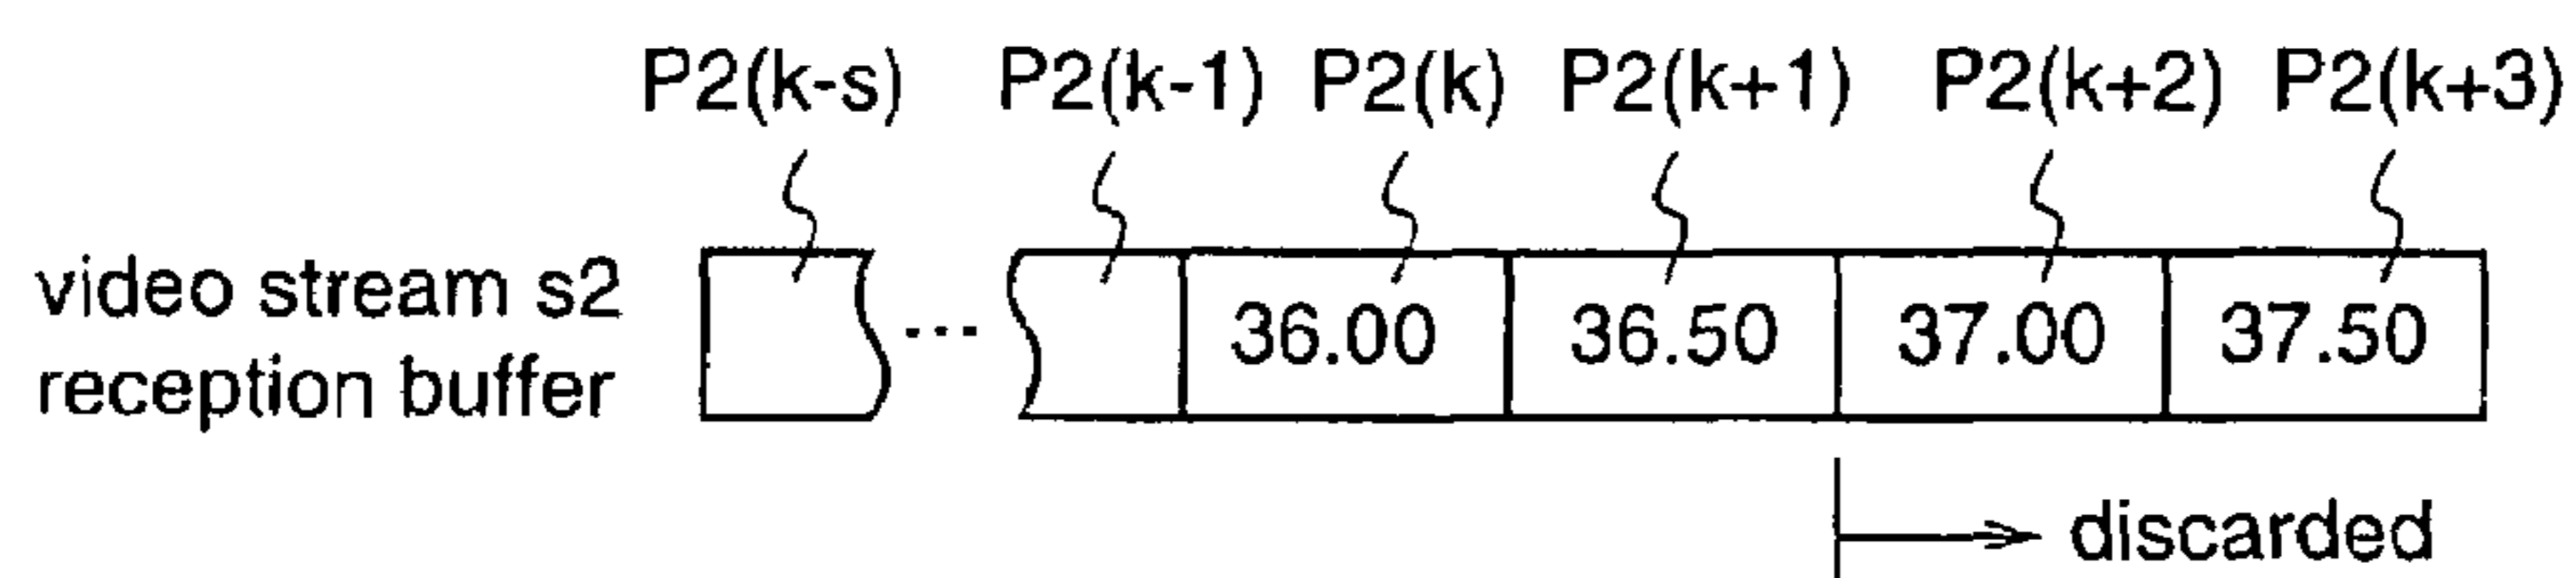 P2(k-s) P2(k-1) P2(k) P2(k+1) P2(k+2) P2(k+3)
video stream s2
reception buffer
... 36.00 36.50 37.00 37.50
discarded